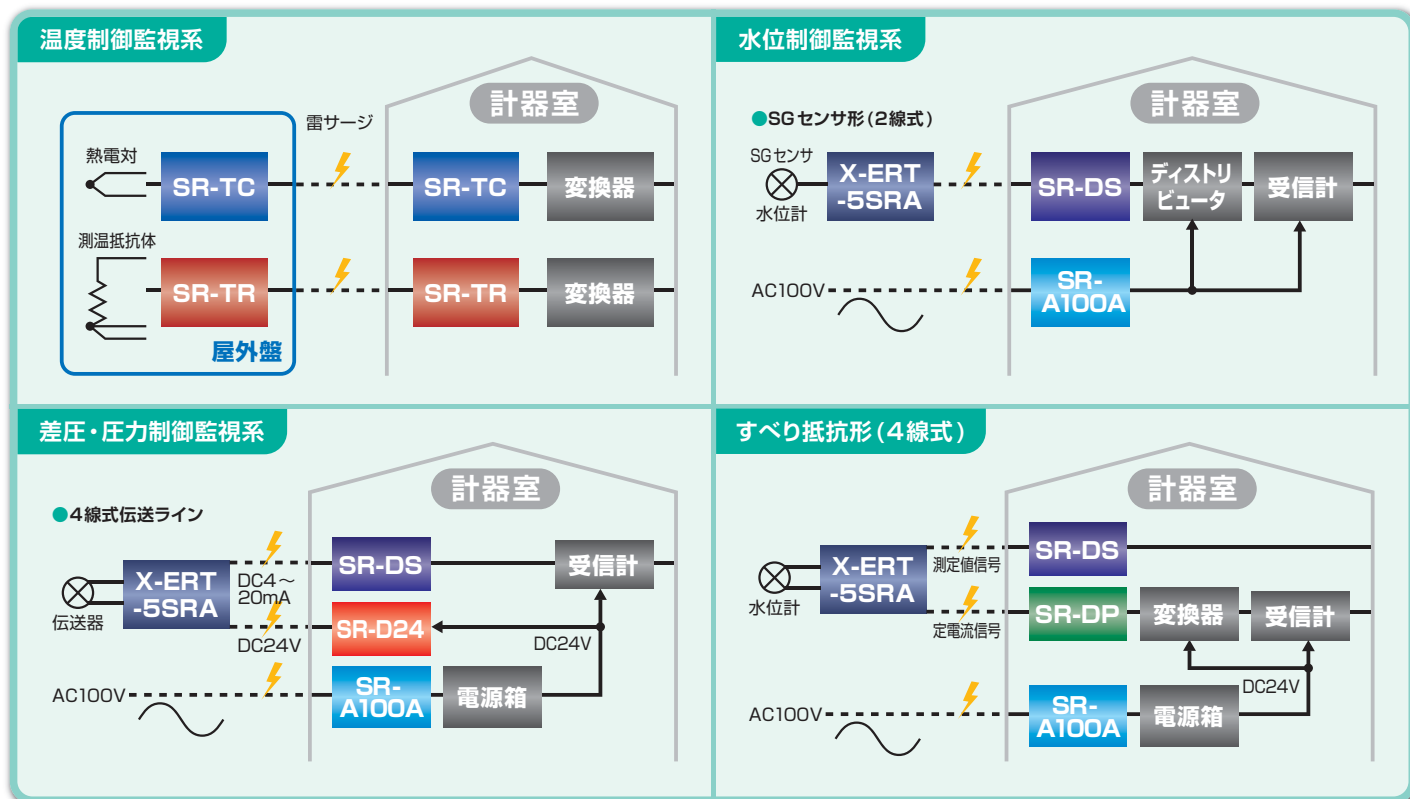 温度制御監視系
計器室
雷サージ
熱電対
SR-TC
SR-TC
変換器
測温抵抗体
SR-TR
SR-TR
変換器
屋外盤
水位制御監視系
計器室
●SGセンサ形(2線式)
SGセンサ
水位計
X-ERT
-5SRA
SR-DS
ディストリ
ビュータ
受信計
AC100V
SR-
A100A
差圧・圧力制御監視系
計器室
●4線式伝送ライン
伝送器
X-ERT
-5SRA
DC4～
20mA
DC24V
SR-DS
受信計
SR-D24
DC24V
AC100V
SR-
A100A
電源箱
すべり抵抗形(4線式)
計器室
水位計
X-ERT
-5SRA
測定値信号
定電流信号
SR-DS
SR-DP
変換器
受信計
DC24V
AC100V
SR-
A100A
電源箱